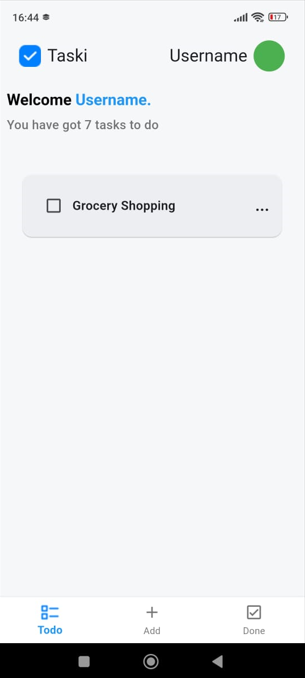 16:44
17
Taski
Username
Welcome Username.
You have got 7 tasks to do
Grocery Shopping
...
Todo
Add
Done